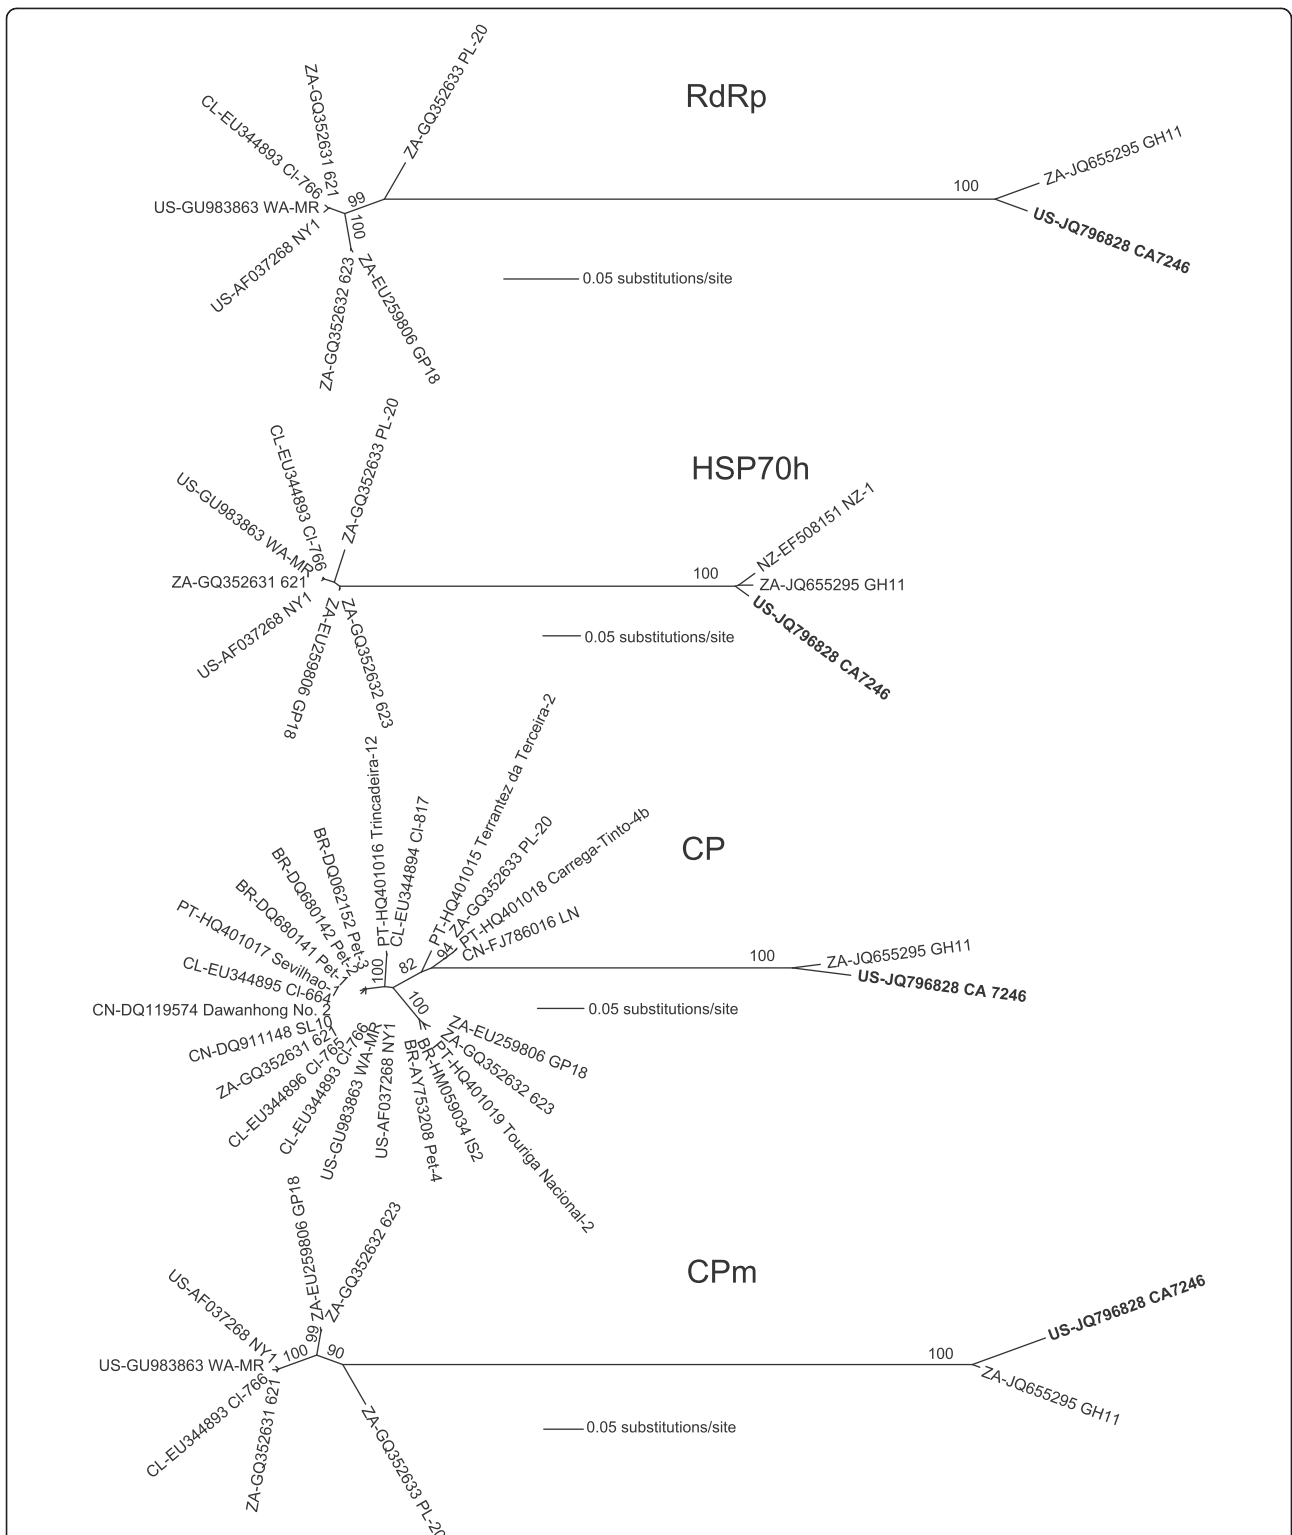 RdRp
ZA-GQ352633 PL-20
ZA-GQ352631 621
CL-EU344893 CI-766
US-GU983863 WA-MR
US-AF037268 NY1
ZA-GQ352632 623
ZA-EU259806 GP18
99
100
100
ZA-JQ655295 GH11
US-JQ796828 CA7246
0.05 substitutions/site
HSP70h
ZA-GQ352633 PL-20
CL-EU344893 CI-766
US-GU983863 WA-MR
ZA-GQ352631 621
US-AF037268 NY1
ZA-EU259806 GP18
ZA-GQ352632 623
100
NZ-EF508151 NZ-1
ZA-JQ655295 GH11
US-JQ796828 CA7246
0.05 substitutions/site
CP
PT-HQ401016 Trincadeira-12
CL-EU344894 CI-817
PT-HQ401015 Terrantez da Terceira-2
ZA-GQ352633 PL-20
PT-HQ401018 Carrega-Tinto-4b
CN-FJ786016 LN
BR-DQ062152 Pet-3
BR-DQ680142 Pet-2
BR-DQ680141 Pet-1
PT-HQ401017 Sevilhao-1
CL-EU344895 CI-664
CN-DQ119574 Dawanhong No. 2
CN-DQ911148 SL10
ZA-GQ352631 621
CL-EU344896 CI-765
CL-EU344893 CI-766
US-GU983863 WA-MR
US-AF037268 NY1
BR-AY753208 Pet-4
BR-HM059034 IS2
PT-HQ401019 Touriga Nacional-2
ZA-GQ352632 623
ZA-EU259806 GP18
100
82
94
100
100
ZA-JQ655295 GH11
US-JQ796828 CA 7246
0.05 substitutions/site
CPm
ZA-EU259806 GP18
ZA-GQ352632 623
US-AF037268 NY1
US-GU983863 WA-MR
CL-EU344893 CI-766
ZA-GQ352631 621
ZA-GQ352633 PL-20
100
99
90
100
US-JQ796828 CA7246
ZA-JQ655295 GH11
0.05 substitutions/site